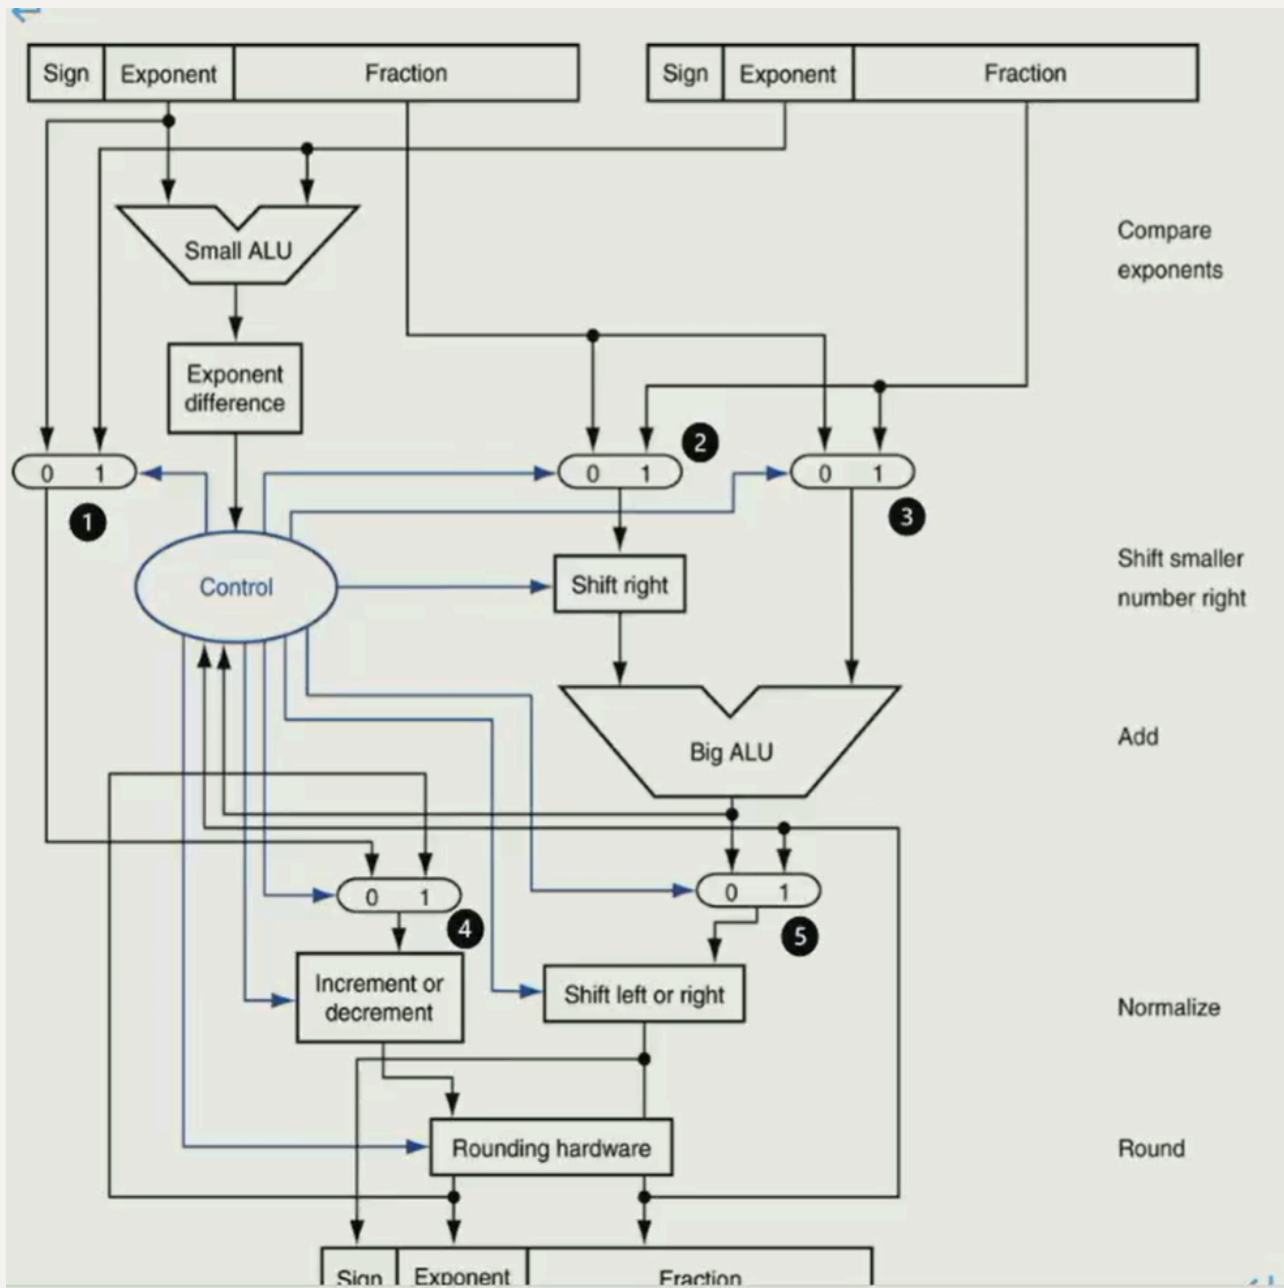 Sign Exponent Fraction
Sign Exponent Fraction
Small ALU
Compare
exponents
Exponent
difference
0 1
1
0 1
2
0 1
3
Control
Shift right
Shift smaller
number right
Big ALU
Add
0 1
4
0 1
5
Increment or
decrement
Shift left or right
Normalize
Rounding hardware
Round
Sign Exponent Fraction